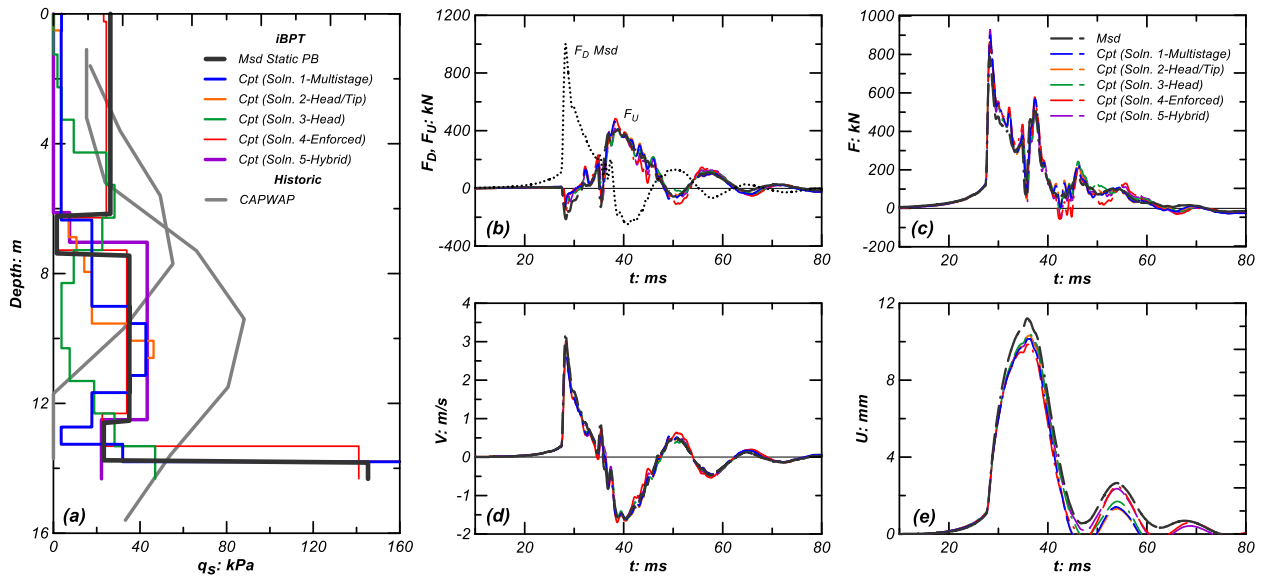 0
4
8
12
16
Depth: m
0
40
80
120
160
qs: kPa
iBPT
Msd Static PB
Cpt (Soln. 1-Multistage)
Cpt (Soln. 2-Head/Tip)
Cpt (Soln. 3-Head)
Cpt (Soln. 4-Enforced)
Cpt (Soln. 5-Hybrid)
Historic
CAPWAP
(a)
1200
800
400
0
-400
FD, FU: kN
FD Msd
FU
(b)
20
40
60
80
t: ms
1000
800
600
400
200
0
-200
F: kN
Msd
Cpt (Soln. 1-Multistage)
Cpt (Soln. 2-Head/Tip)
Cpt (Soln. 3-Head)
Cpt (Soln. 4-Enforced)
Cpt (Soln. 5-Hybrid)
(c)
20
40
60
80
t: ms
4
3
2
1
0
-1
-2
V: m/s
(d)
20
40
60
80
t: ms
12
8
4
0
U: mm
(e)
20
40
60
80
t: ms